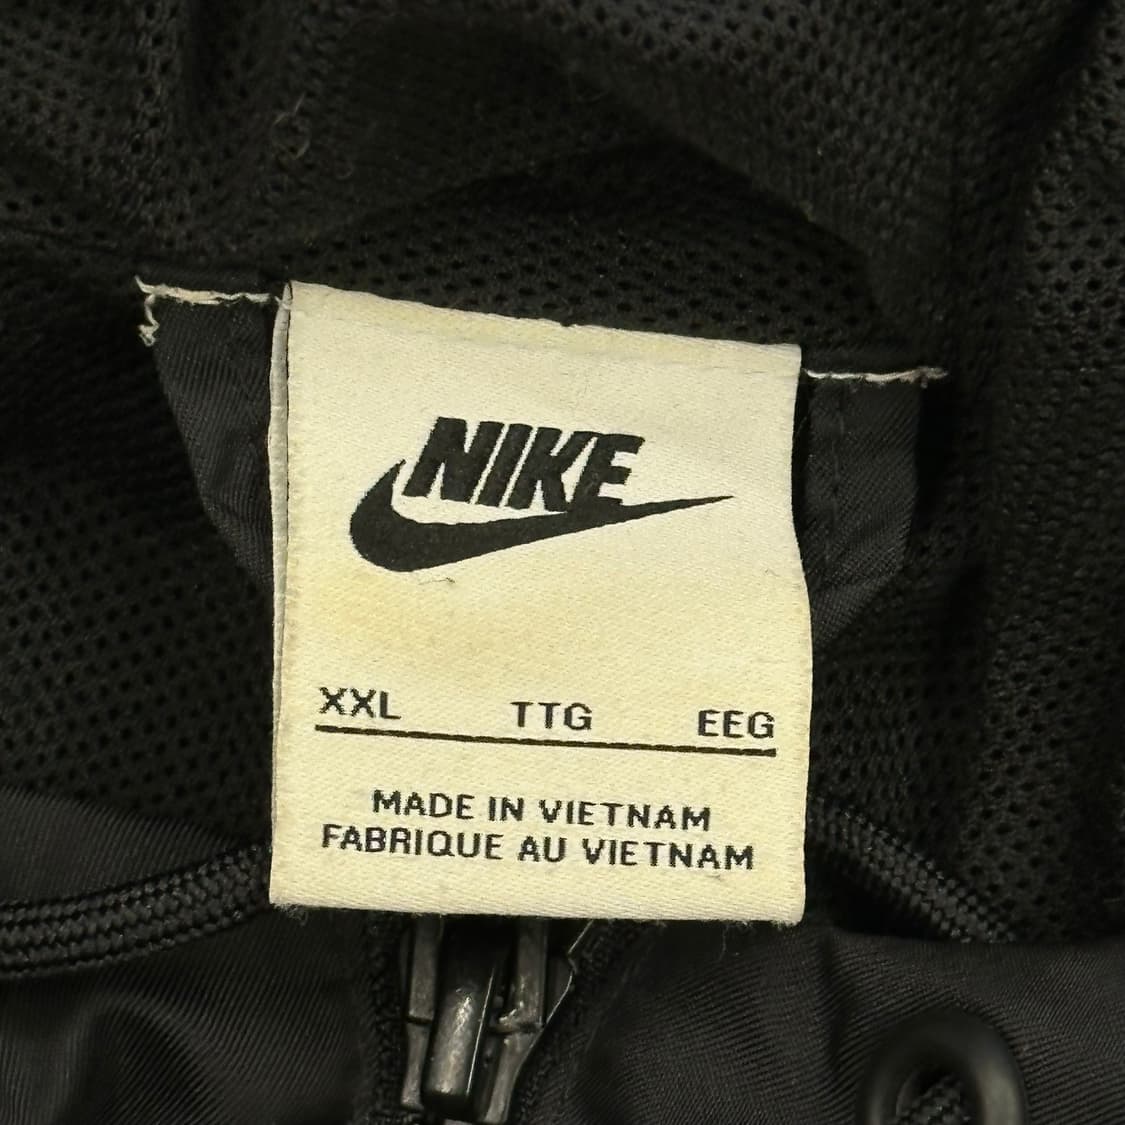 NIKE
XXL TTG EEG
MADE IN VIETNAM
FABRIQUE AU VIETNAM